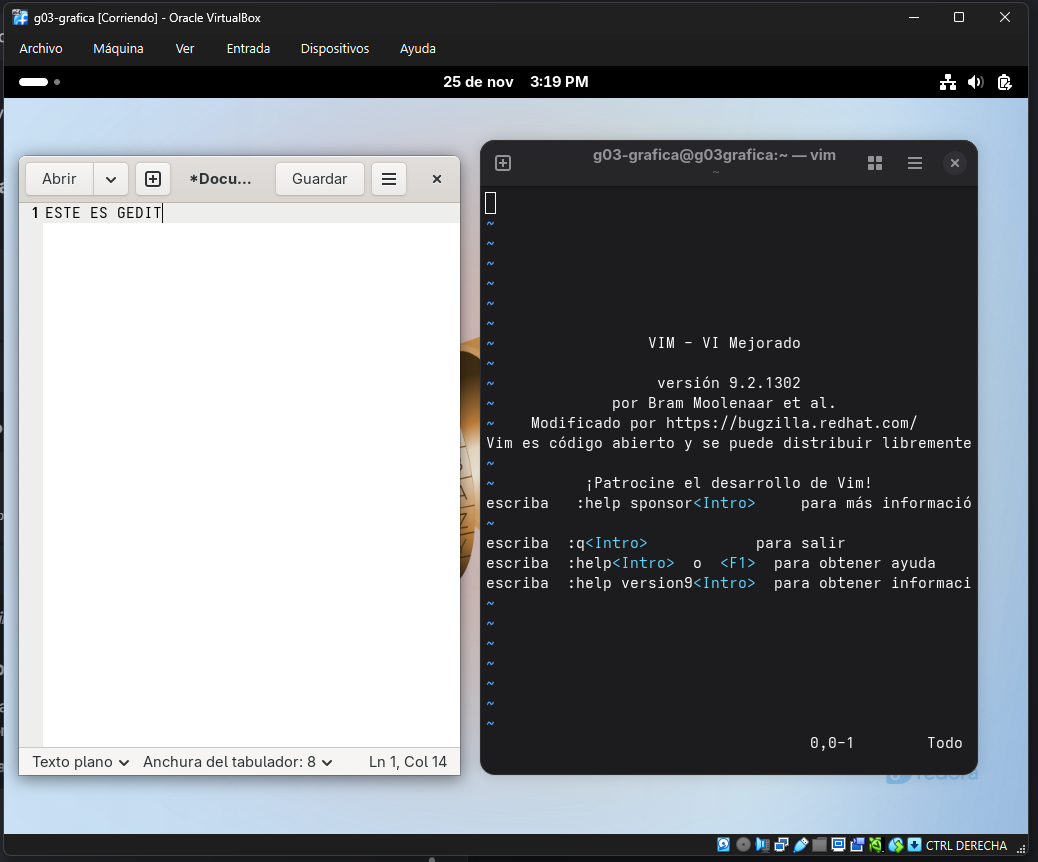 g03-grafica [Corriendo] - Oracle VirtualBox
Archivo Máquina Ver Entrada Dispositivos Ayuda
25 de nov 3:19 PM
Abrir *Docu... Guardar
1 ESTE ES GEDIT
Texto plano Anchura del tabulador: 8 Ln 1, Col 14
g03-grafica@g03grafica:~ — vim
~
~
~
~
~
~
~
~ VIM - VI Mejorado
~
~ versión 9.2.1302
~ por Bram Moolenaar et al.
~ Modificado por https://bugzilla.redhat.com/
Vim es código abierto y se puede distribuir libremente
~
~ ¡Patrocine el desarrollo de Vim!
escriba :help sponsor<Intro> para más informació
~
escriba :q<Intro> para salir
escriba :help<Intro> o <F1> para obtener ayuda
escriba :help version9<Intro> para obtener informaci
~
~
~
~
~
~
~
0,0-1 Todo
fedora
CTRL DERECHA